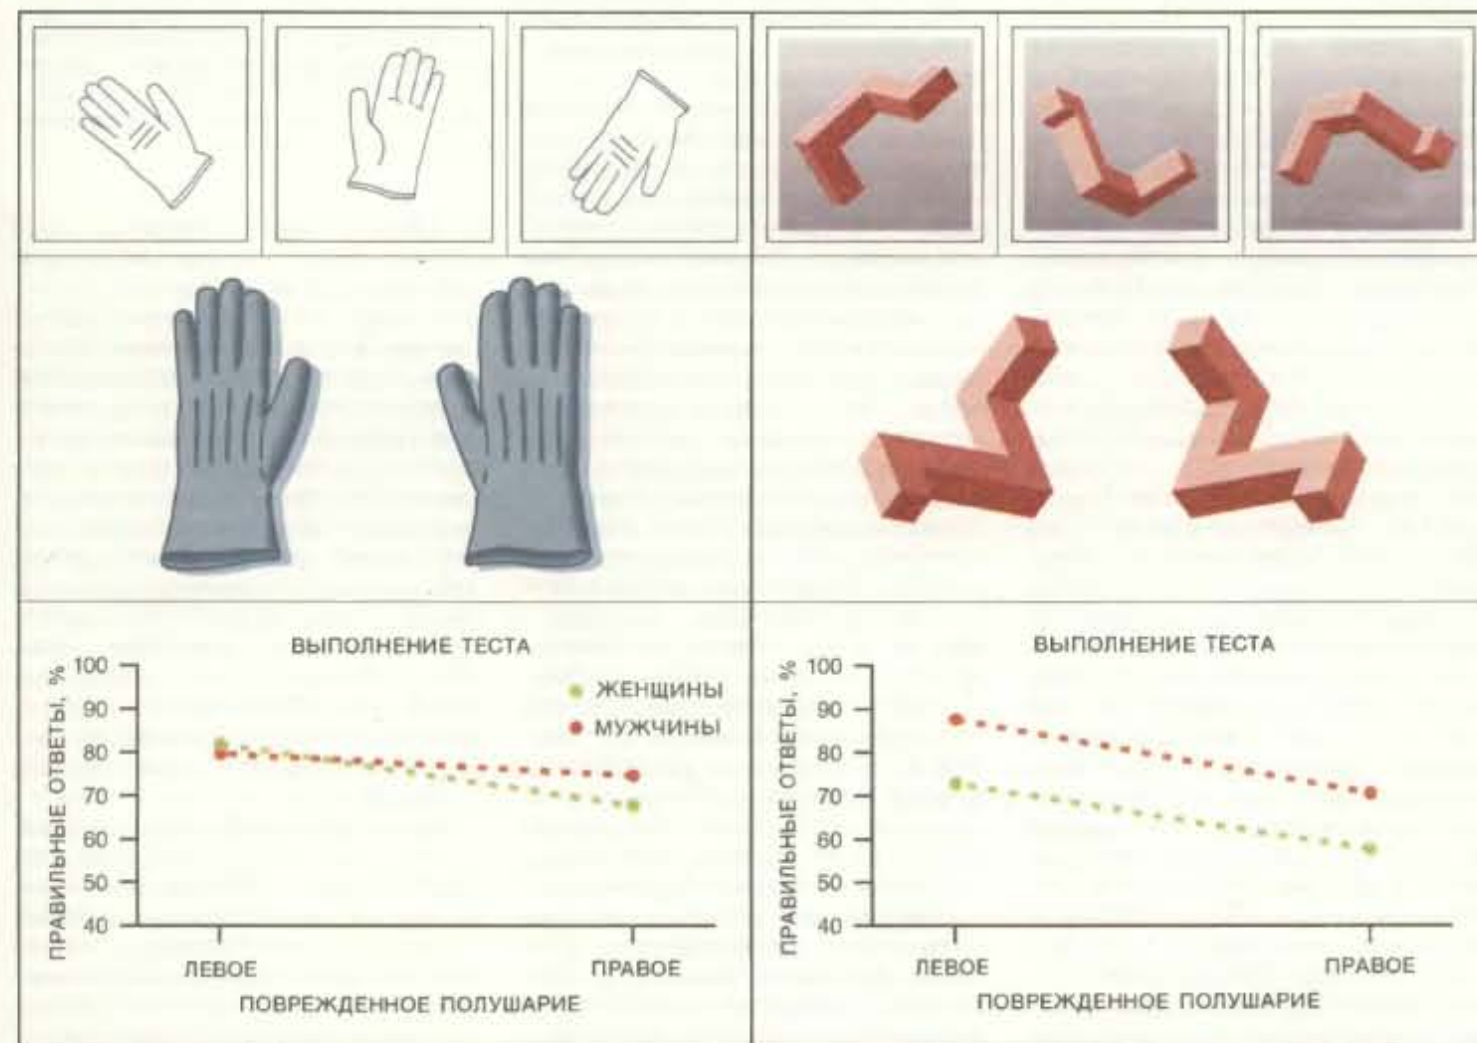 ВЫПОЛНЕНИЕ ТЕСТА
ПРАВИЛЬНЫЕ ОТВЕТЫ, %
100
90
80
70
60
50
40
ЖЕНЩИНЫ
МУЖЧИНЫ
ЛЕВОЕ
ПРАВОЕ
ПОВРЕЖДЕННОЕ ПОЛУШАРИЕ
ВЫПОЛНЕНИЕ ТЕСТА
ПРАВИЛЬНЫЕ ОТВЕТЫ, %
100
90
80
70
60
50
40
ЛЕВОЕ
ПРАВОЕ
ПОВРЕЖДЕННОЕ ПОЛУШАРИЕ